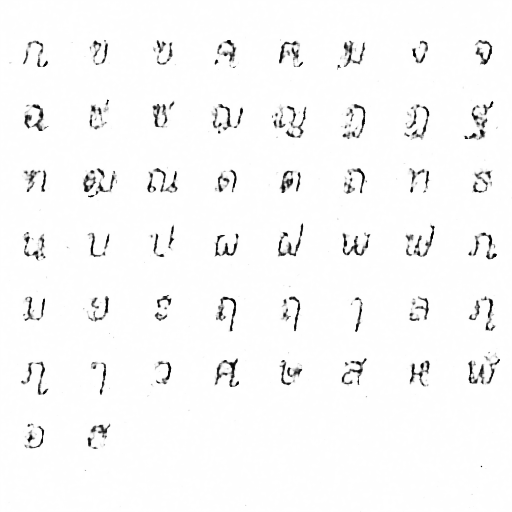 ก ข ฃ ค ฅ ฆ ง จ
ฉ ช ซ ฌ ญ ฎ ฏ ฐ
ฑ ฒ ณ ด ต ถ ท ธ
น บ ป ผ ฝ พ ฟ ภ
ม ย ร ฤ ฤ ๅ ล ฦ
ฦ ๅ ว ศ ษ ส ห ฬ
อ ฮ